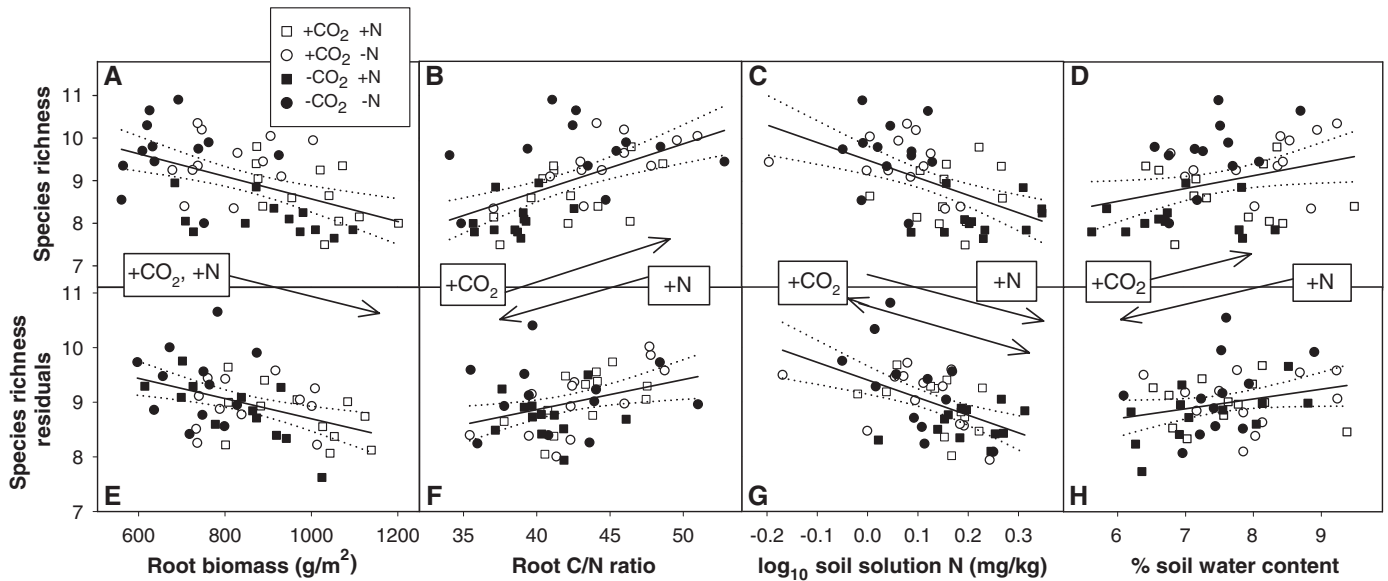 +CO₂ +N
+CO₂ -N
-CO₂ +N
-CO₂ -N
A
B
C
D
Species richness
11
10
9
8
7
+CO₂, +N
+CO₂
+N
+CO₂
+N
+CO₂
+N
Species richness
residuals
11
10
9
8
7
E
F
G
H
600 800 1000 1200
35 40 45 50
-0.2 -0.1 0.0 0.1 0.2 0.3
6 7 8 9
Root biomass (g/m²)
Root C/N ratio
log₁₀ soil solution N (mg/kg)
% soil water content